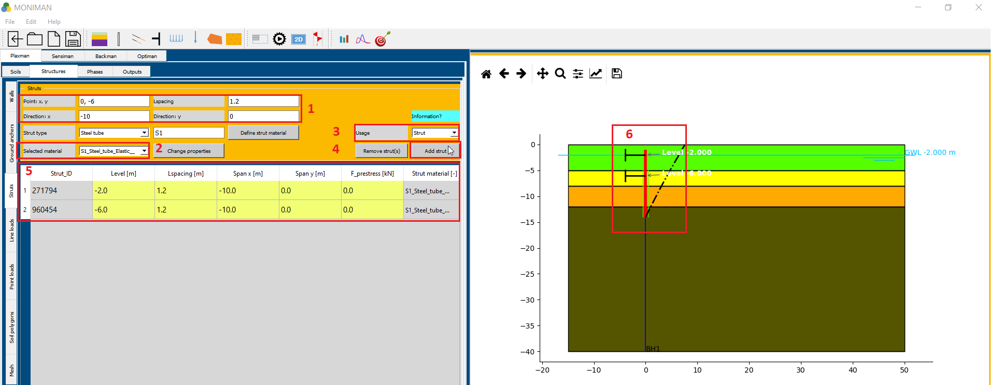 MONIMAN
File Edit Help
2D
Plaxman Sensiman Backman Optiman
Soils Structures Phases Outputs
Walls
Ground anchors
Struts
Line loads
Point loads
Soil polygons
Mesh
Struts
Point: x, y 0, -6 Lspacing 1.2
1
Direction: x -10 Direction: y 0 Information?
Strut type Steel tube S1 Define strut material 3 Usage Strut
Selected material S1_Steel_tube_Elastic__ 2 Change properties 4 Remove strut(s) Add strut
5 Strut_ID Level [m] Lspacing [m] Span x [m] Span y [m] F_prestress [kN] Strut material [-]
1 271794 -2.0 1.2 -10.0 0.0 0.0 S1_Steel_tube_...
2 960454 -6.0 1.2 -10.0 0.0 0.0 S1_Steel_tube_...
6
Level -2.000
GWL -2.000 m
Level -6.000
BH1
0
−5
−10
−15
−20
−25
−30
−35
−40
−20 −10 0 10 20 30 40 50